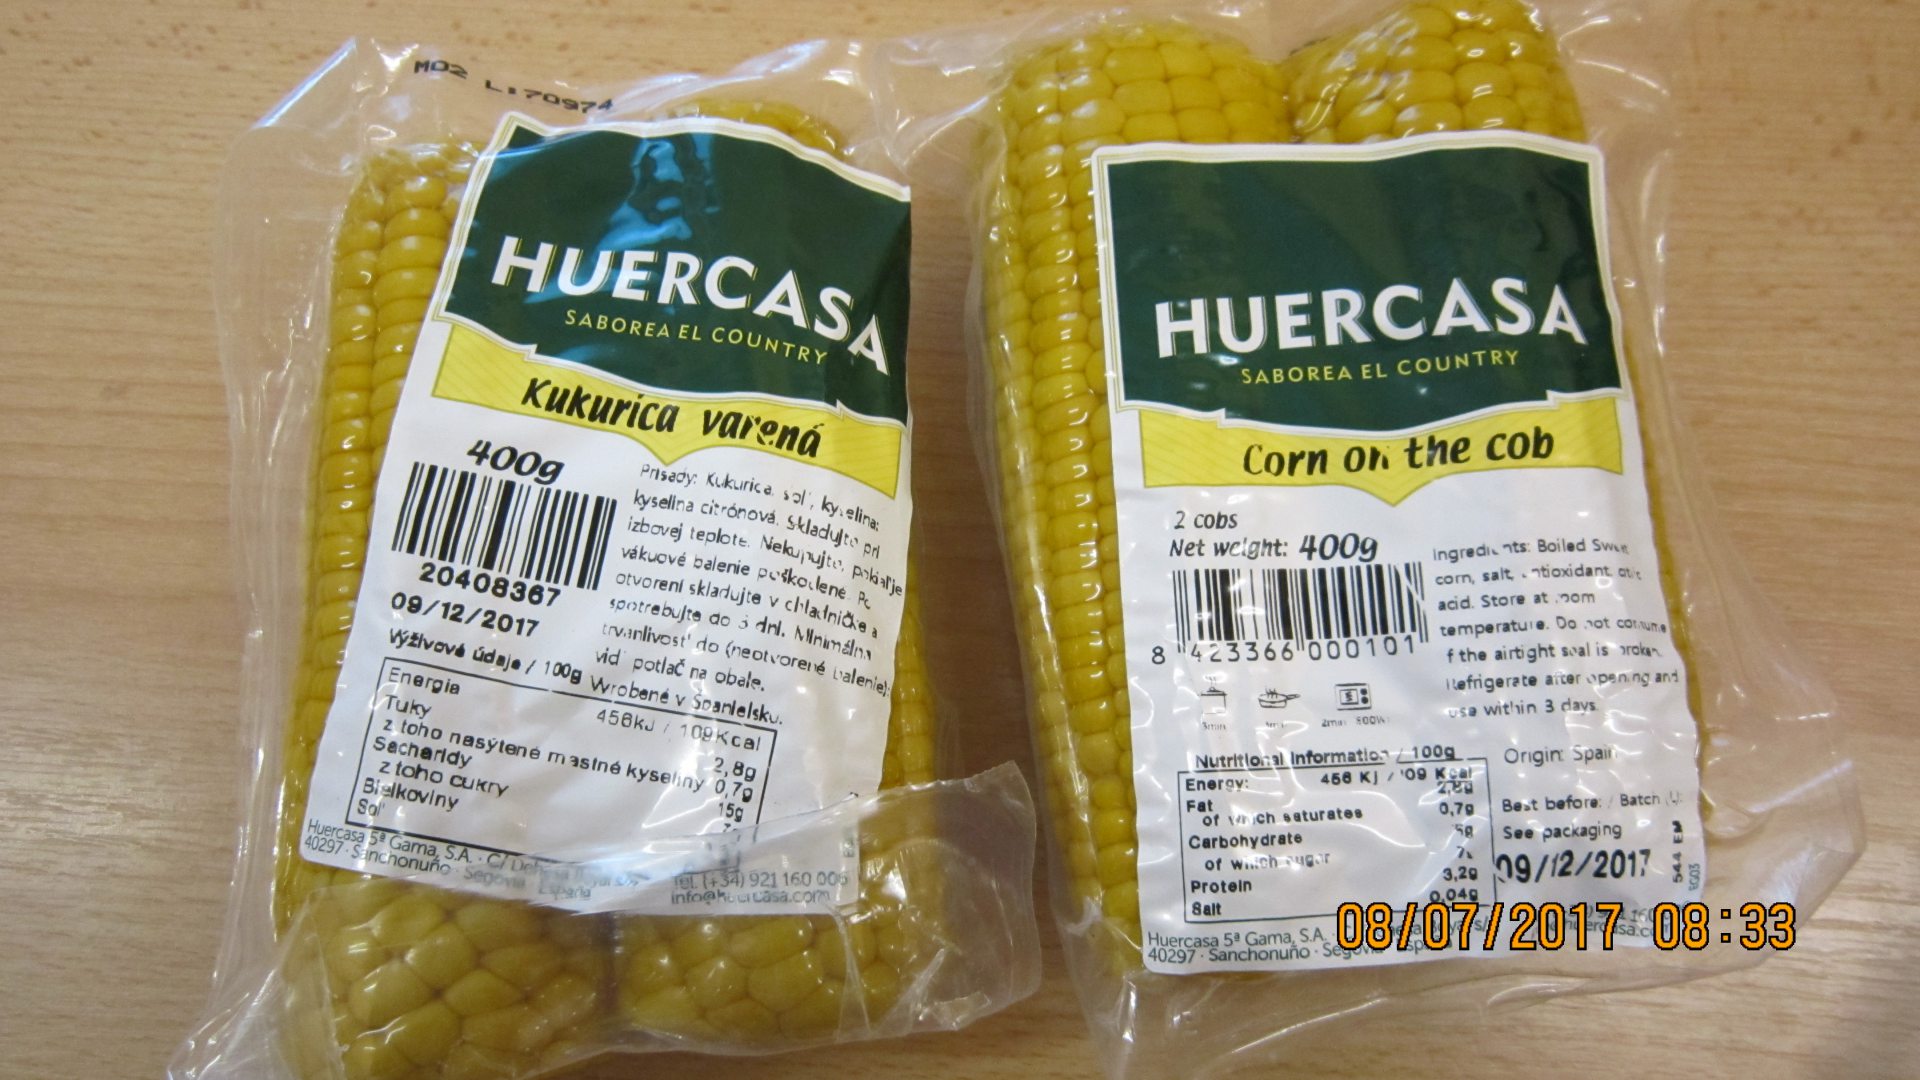 MD2 L170974
HUERCASA
SABOREA EL COUNTRY
Kukurica varená
400g
20408367
09/12/2017
Prísady: Kukurica, soľ, kyselina:
kyselina citrónová. Skladujte pri
izbovej teplote. Nekupujte, pokiaľ je
vákuové balenie poškodené. Po
otvorení skladujte v chladničke a
spotrebujte do 3 dní. Minimálna
trvanlivosť do (neotvorené balenie):
viď potlač na obale.
Vyrobené v Španielsku.
Výživové údaje / 100g
Energia 456kJ / 109Kcal
Tuky 2,8g
z toho nasýtené mastné kyseliny 0,7g
Sacharidy 15g
z toho cukry
Bielkoviny
Soľ
Huercasa 5ª Gama, S.A. · C/
40297 · Sanchonuño · Segovia · España
Tel. (+34) 921 160 006
info@huercasa.com
HUERCASA
SABOREA EL COUNTRY
Corn on the cob
2 cobs
Net weight: 400g
8 423366 000101
Ingredients: Boiled Sweet
corn, salt, antioxidant,
acid. Store at room
temperature. Do not consume
if the airtight seal is broken.
Refrigerate after opening and
use within 3 days.
2min 800W
Nutritional Information / 100g
Energy: 456 KJ / 109 Kcal
Fat 2,8g
of which saturates 0,7g
Carbohydrate
of which sugar
Protein 3,2g
Salt 0,04g
Origin: Spain
Best before: / Batch (L):
See packaging
09/12/2017
544 EN
Huercasa 5ª Gama, S.A.
40297 · Sanchonuño · Segovia
08/07/2017 08:33